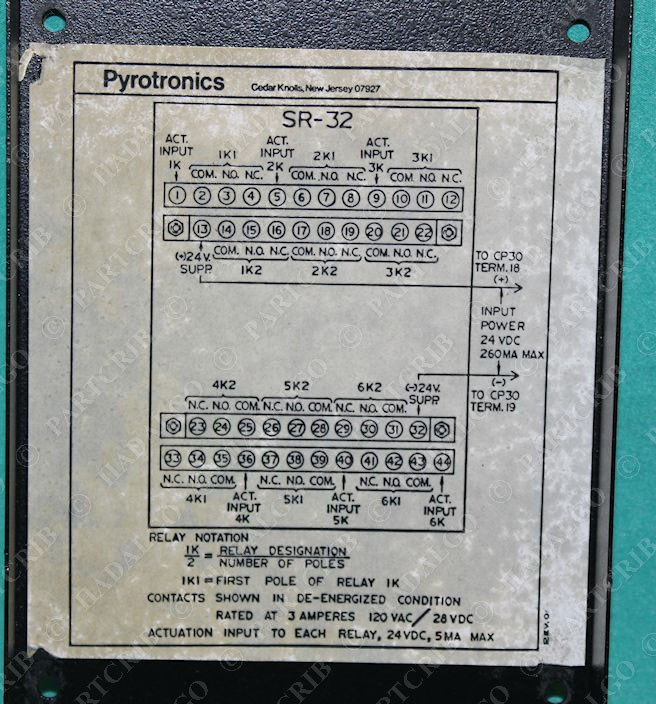 Pyrotronics Cedar Knolls, New Jersey 07927
SR-32
ACT. INPUT 1K 1K1 ACT. INPUT 2K 2K1 ACT. INPUT 3K 3K1
COM. N.O. N.C. COM. N.O. N.C. COM. N.O. N.C.
1 2 3 4 5 6 7 8 9 10 11 12
13 14 15 16 17 18 19 20 21 22
(+)24V. SUPP. COM. N.O. N.C. COM. N.O. N.C. COM. N.O. N.C.
1K2 2K2 3K2
TO CP30
TERM. 18
(+)
INPUT
POWER
24 VDC
260MA MAX
(-)
TO CP30
TERM. 19
4K2 5K2 6K2 (-)24V. SUPP.
N.C. N.O. COM. N.C. N.O. COM. N.C. N.O. COM.
23 24 25 26 27 28 29 30 31 32
33 34 35 36 37 38 39 40 41 42 43 44
N.C. N.O. COM. N.C. N.O. COM. N.C. N.O. COM.
4K1 ACT. INPUT 4K 5K1 ACT. INPUT 5K 6K1 ACT. INPUT 6K
RELAY NOTATION
1K/2 = RELAY DESIGNATION/NUMBER OF POLES
1K1 = FIRST POLE OF RELAY 1K
CONTACTS SHOWN IN DE-ENERGIZED CONDITION
RATED AT 3 AMPERES 120 VAC/28 VDC
ACTUATION INPUT TO EACH RELAY, 24VDC, 5MA MAX
REV. 0
© PARTCRIB
© HADALGO